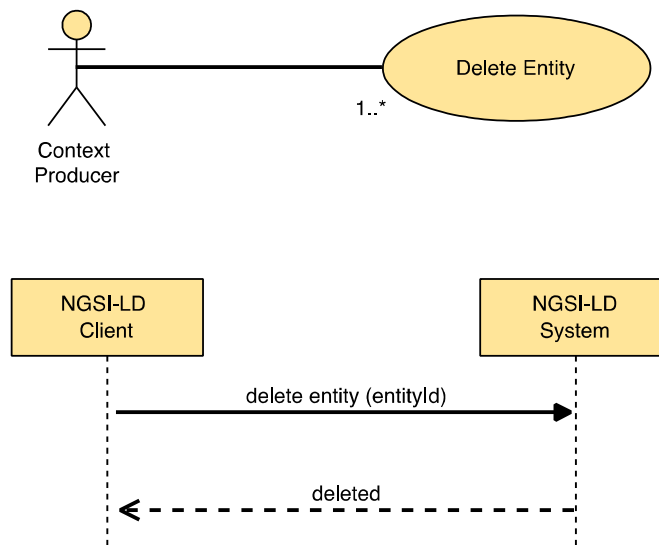 Delete Entity
1..*
Context
Producer
NGSI-LD
Client
NGSI-LD
System
delete entity (entityId)
deleted